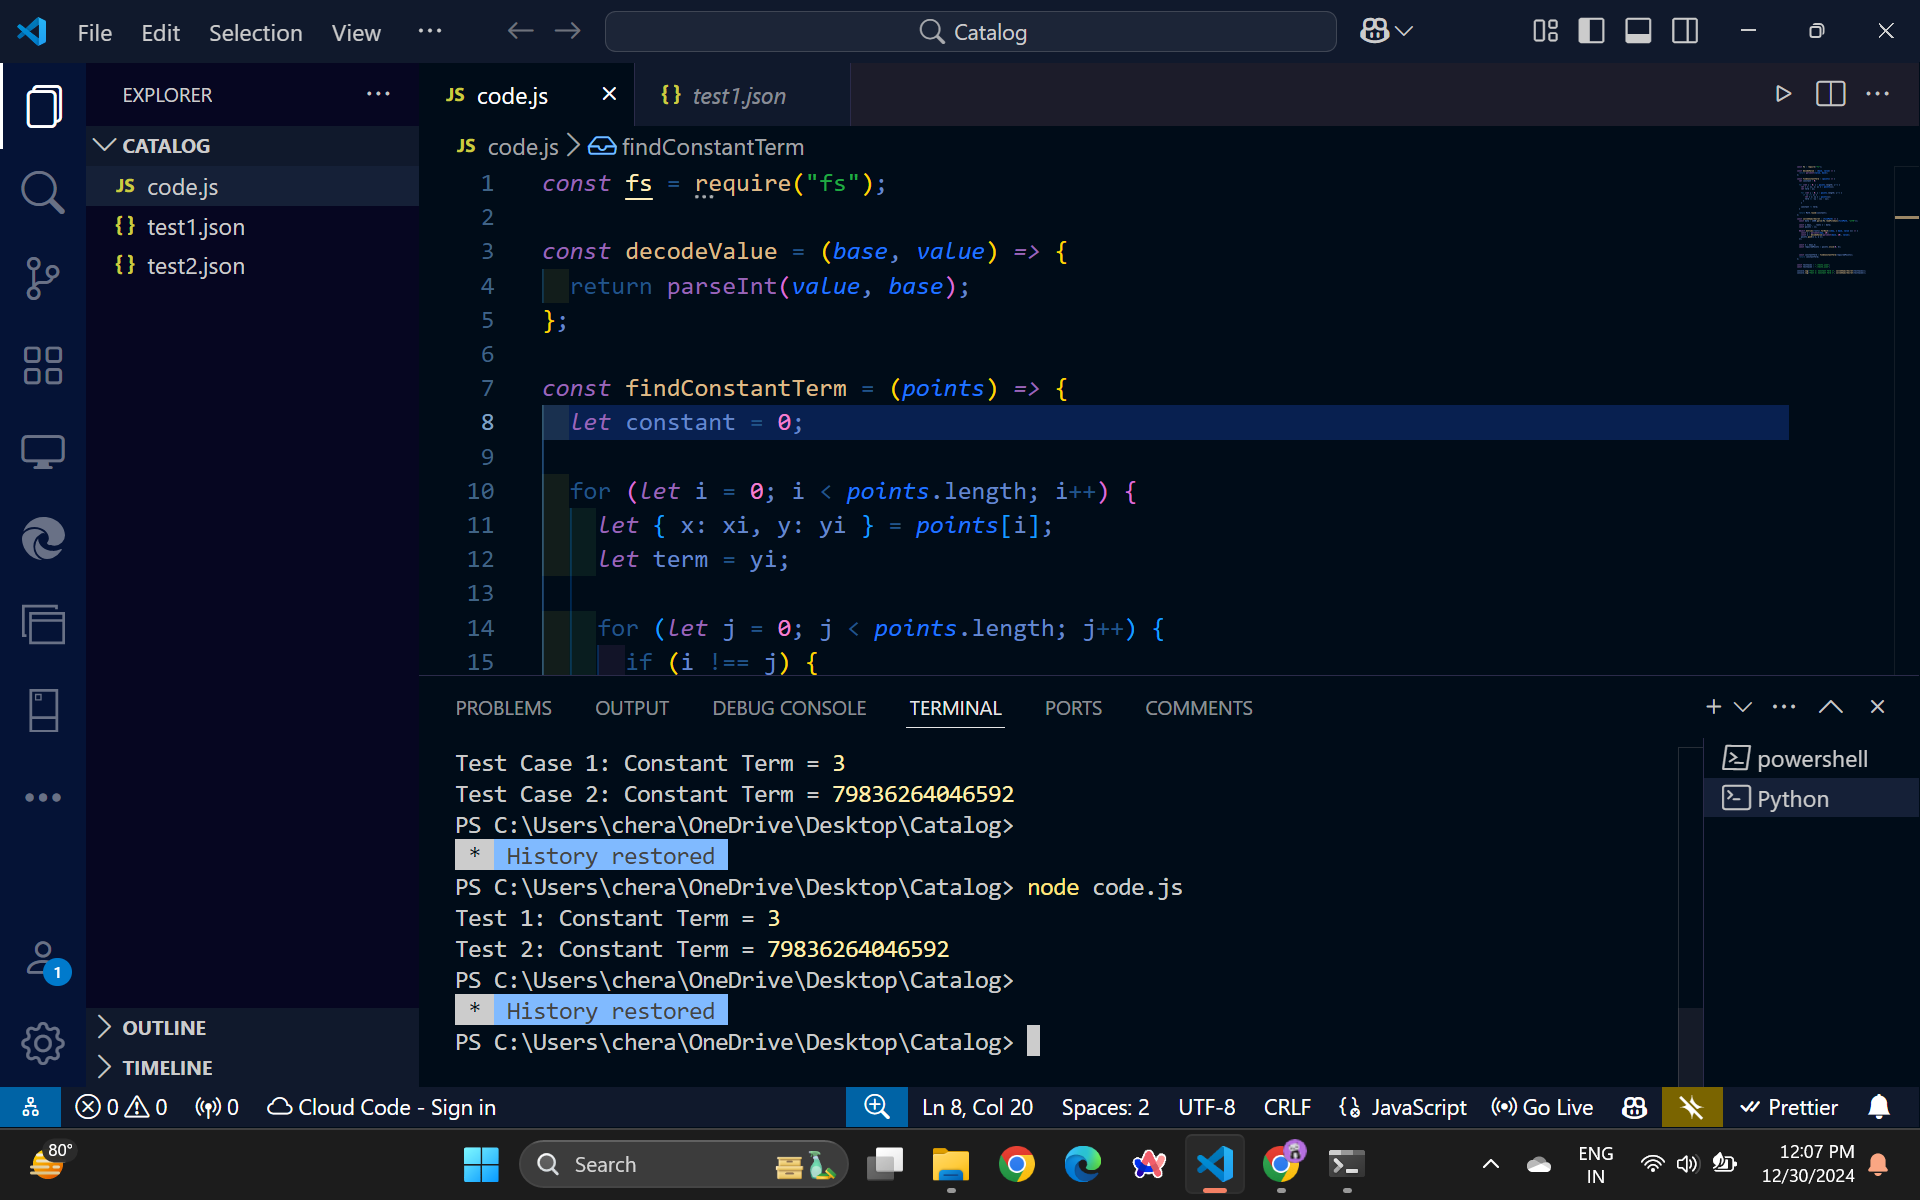 File Edit Selection View ···
Catalog
EXPLORER
CATALOG
JS code.js
{} test1.json
{} test2.json
OUTLINE
TIMELINE
JS code.js
{} test1.json
JS code.js > findConstantTerm
1 const fs = require("fs");
2
3 const decodeValue = (base, value) => {
4 return parseInt(value, base);
5 };
6
7 const findConstantTerm = (points) => {
8 let constant = 0;
9
10 for (let i = 0; i < points.length; i++) {
11 let { x: xi, y: yi } = points[i];
12 let term = yi;
13
14 for (let j = 0; j < points.length; j++) {
15 if (i !== j) {
PROBLEMS OUTPUT DEBUG CONSOLE TERMINAL PORTS COMMENTS
Test Case 1: Constant Term = 3
Test Case 2: Constant Term = 79836264046592
PS C:\Users\chera\OneDrive\Desktop\Catalog>
* History restored
PS C:\Users\chera\OneDrive\Desktop\Catalog> node code.js
Test 1: Constant Term = 3
Test 2: Constant Term = 79836264046592
PS C:\Users\chera\OneDrive\Desktop\Catalog>
* History restored
PS C:\Users\chera\OneDrive\Desktop\Catalog>
powershell
Python
1
0 0 0 Cloud Code - Sign in
Ln 8, Col 20 Spaces: 2 UTF-8 CRLF {} JavaScript Go Live Prettier
80°
Search
ENG
IN
12:07 PM
12/30/2024